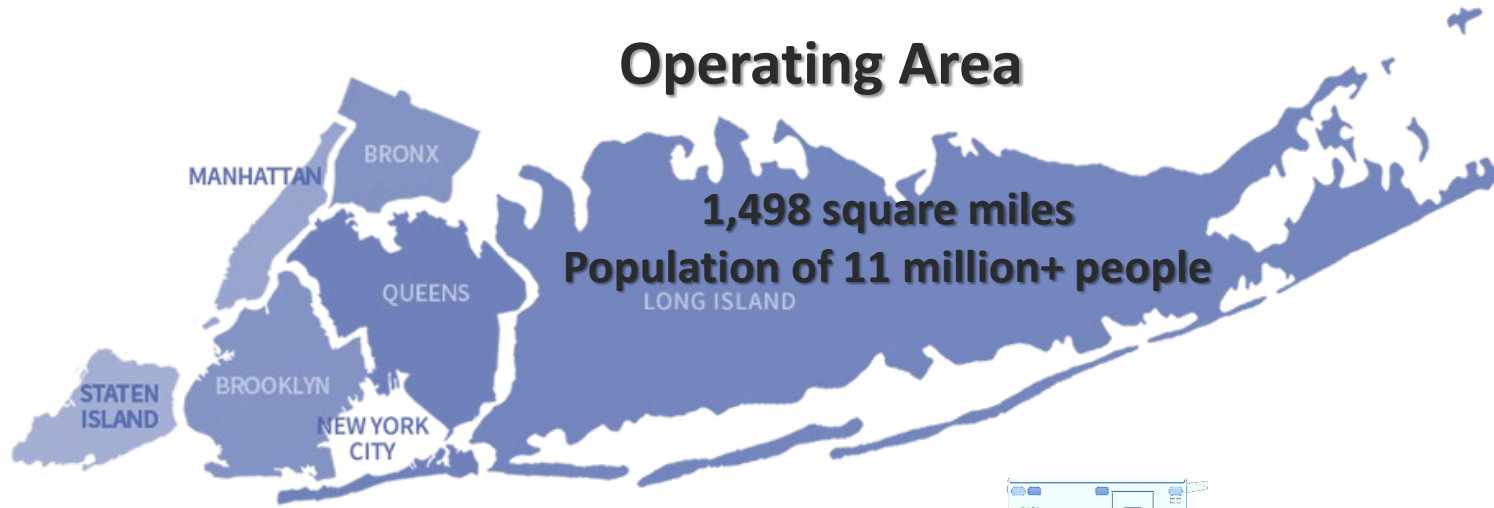 Operating Area
BRONX
MANHATTAN
1,498 square miles
Population of 11 million+ people
QUEENS
LONG ISLAND
BROOKLYN
STATEN
ISLAND
NEW YORK
CITY